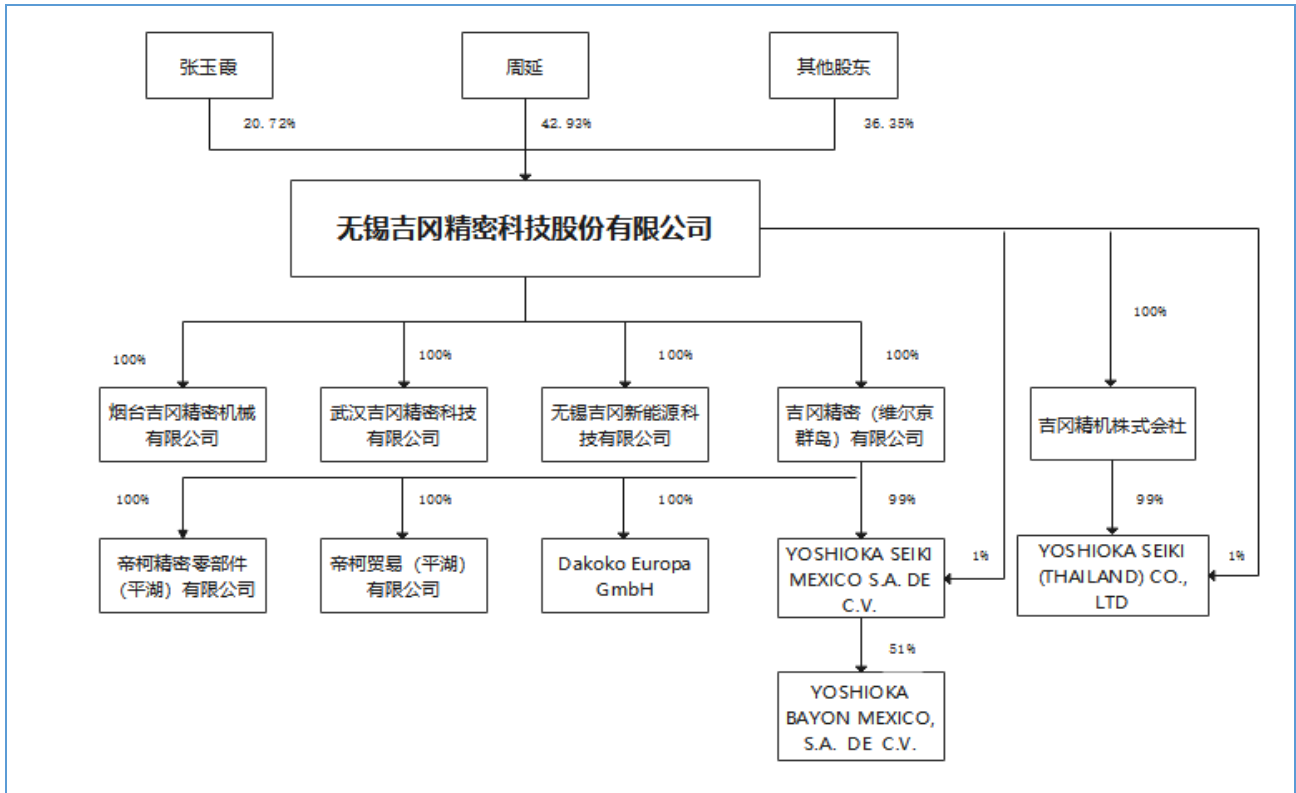 张玉霞
周延
其他股东
20.72%
42.93%
36.35%
无锡吉冈精密科技股份有限公司
100%
100%
100%
100%
100%
烟台吉冈精密机械
有限公司
武汉吉冈精密科技
有限公司
无锡吉冈新能源科
技有限公司
吉冈精密（维尔京
群岛）有限公司
吉冈精机株式会社
100%
100%
100%
99%
99%
帝柯精密零部件
（平湖）有限公司
帝柯贸易（平湖）
有限公司
Dakoko Europa
GmbH
YOSHIOKA SEIKI
MEXICO S.A. DE
C.V.
1%
YOSHIOKA SEIKI
(THAILAND) CO.,
LTD
1%
51%
YOSHIOKA
BAYON MEXICO,
S.A. DE C.V.